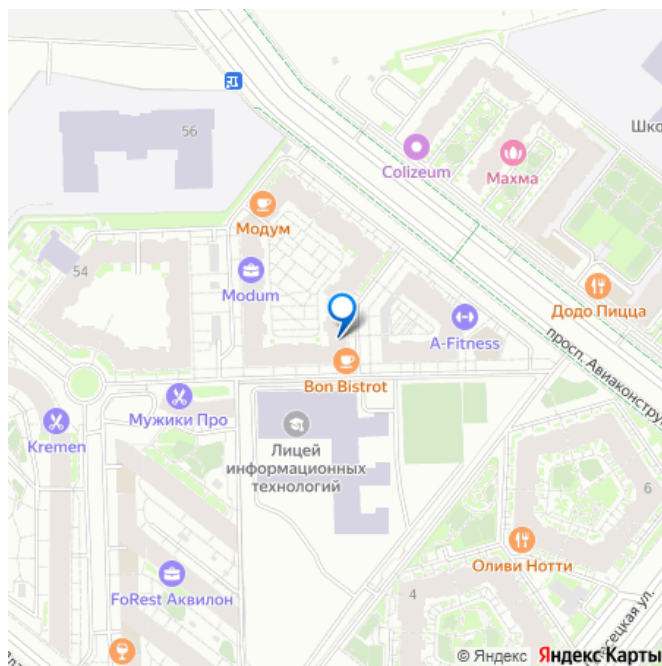 56
Colizeum
Шко
Махма
Модум
54
Modum
Додо Пицца
A-Fitness
просп. Авиаконстру
Bon Bistrot
Мужики Про
Kremen
Лицей
информационных
технологий
6
Оливи Нотти
4
FoRest Аквилон
сецкая ул.
© Яндекс Яндекс Карты